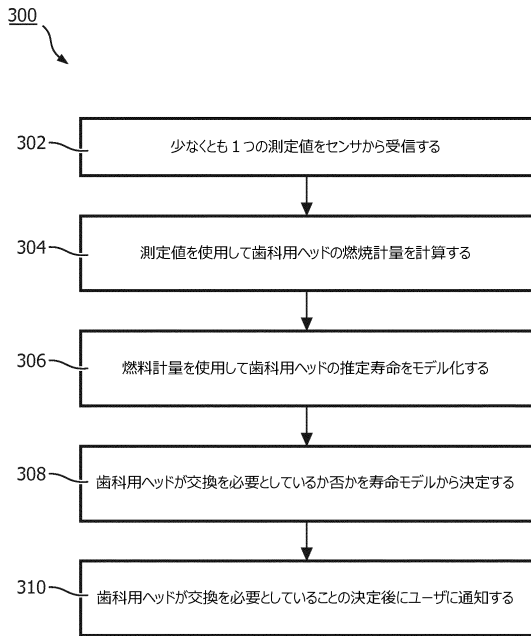 300
302
少なくとも１つの測定値をセンサから受信する
304
測定値を使用して歯科用ヘッドの燃焼計量を計算する
306
燃料計量を使用して歯科用ヘッドの推定寿命をモデル化する
308
歯科用ヘッドが交換を必要としているか否かを寿命モデルから決定する
310
歯科用ヘッドが交換を必要としていることの決定後にユーザに通知する